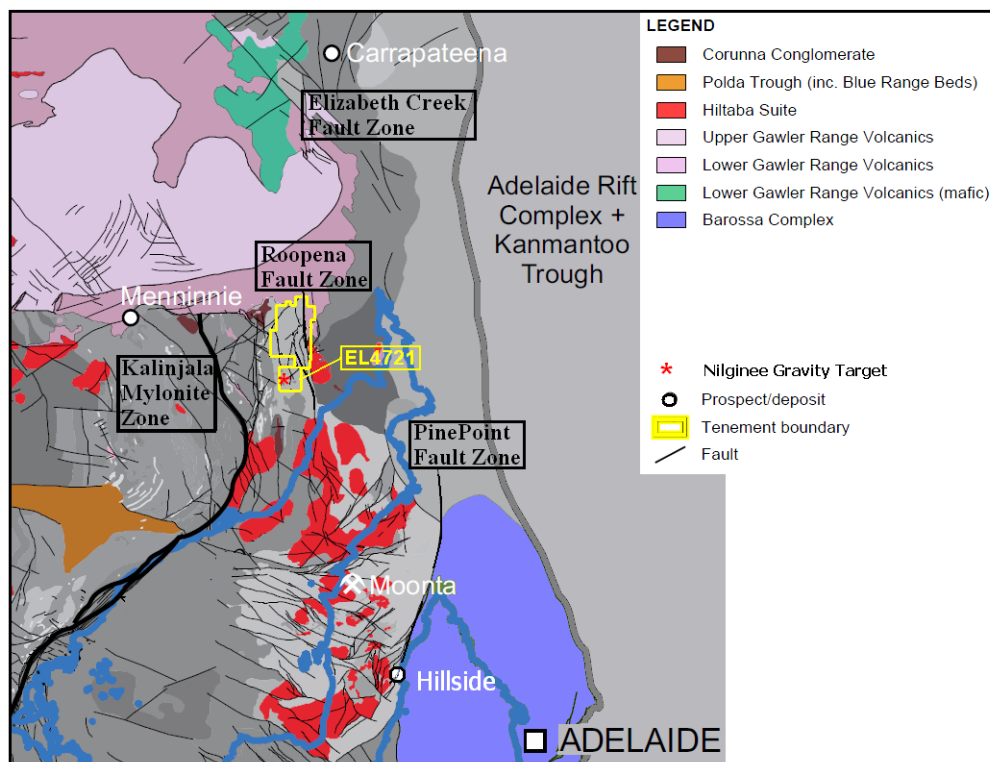 Carrapateena
Elizabeth Creek
Fault Zone
Adelaide Rift
Complex +
Kanmantoo
Trough
Roopena
Fault Zone
Menninnie
EL4721
Kalinjala
Mylonite
Zone
PinePoint
Fault Zone
Moonta
Hillside
ADELAIDE
LEGEND
Corunna Conglomerate
Polda Trough (inc. Blue Range Beds)
Hiltaba Suite
Upper Gawler Range Volcanics
Lower Gawler Range Volcanics
Lower Gawler Range Volcanics (mafic)
Barossa Complex
Nilginee Gravity Target
Prospect/deposit
Tenement boundary
Fault